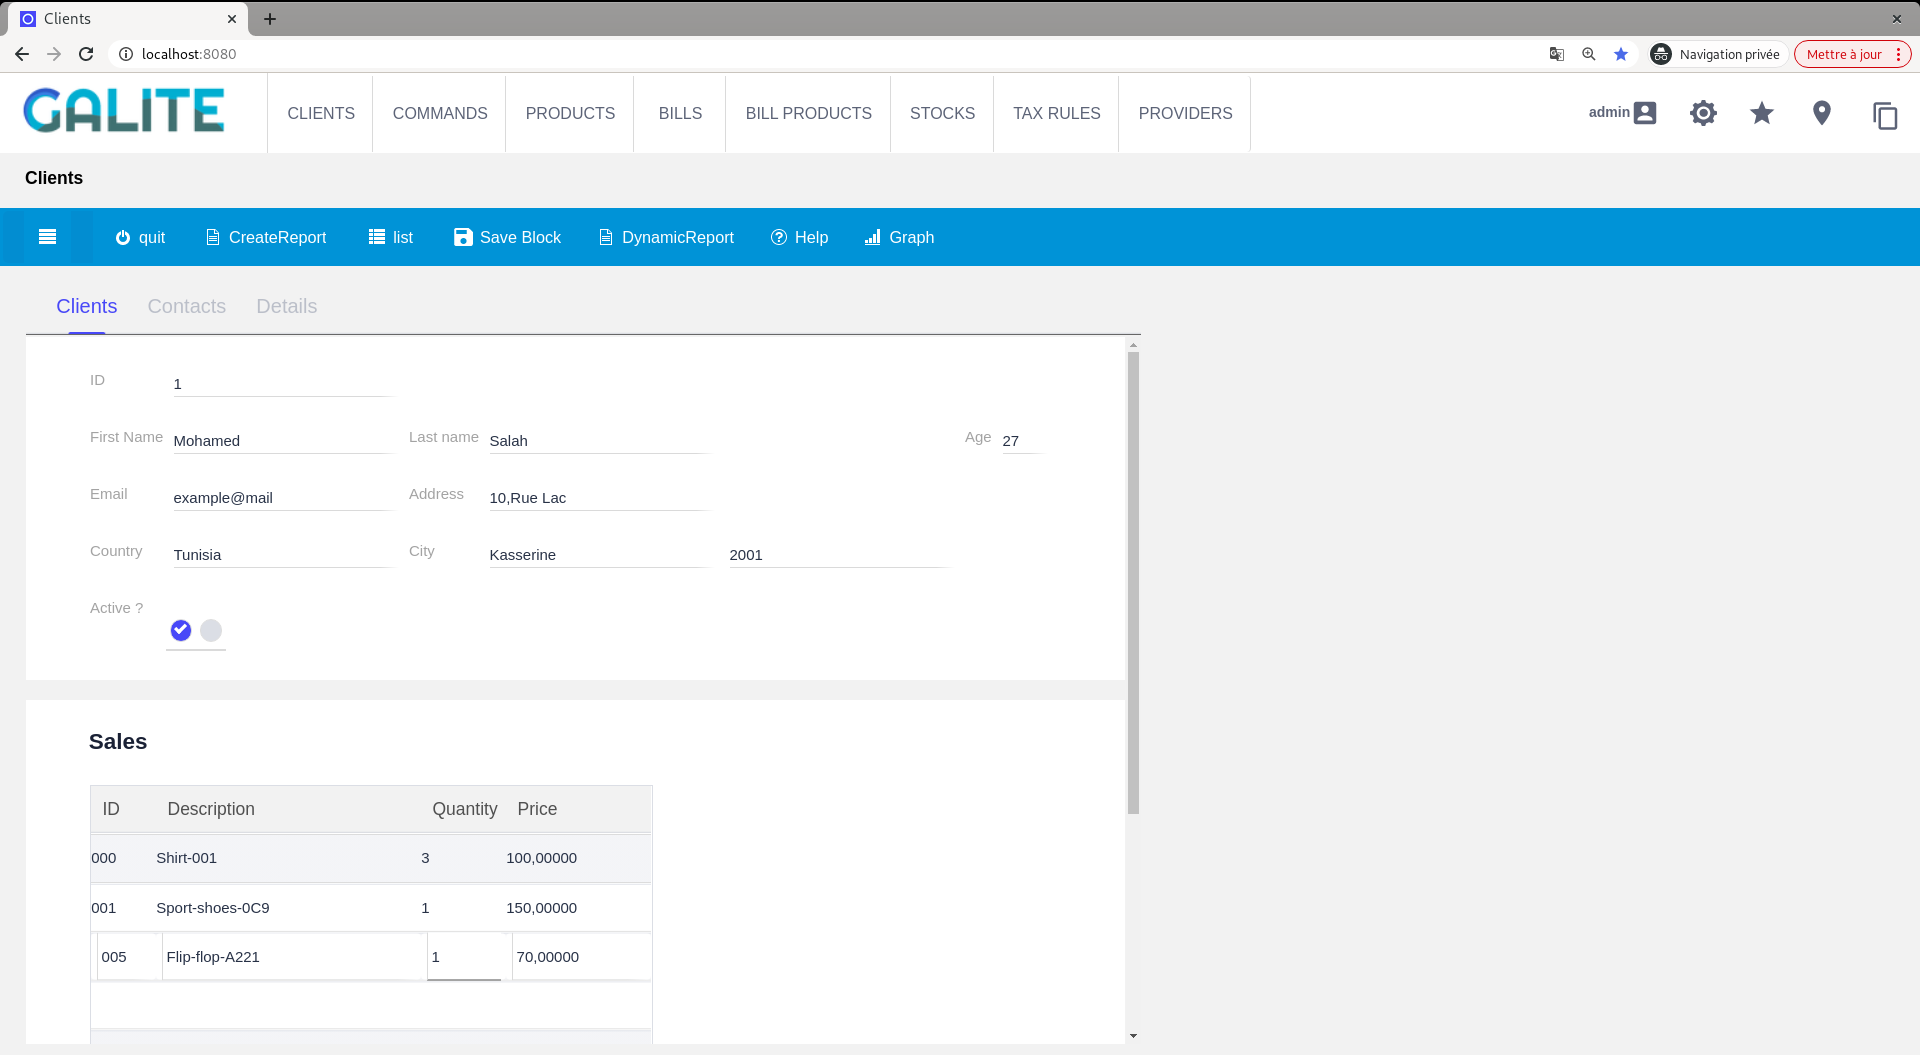 Clients
localhost:8080
Navigation privée
Mettre à jour
GALITE
CLIENTS COMMANDS PRODUCTS BILLS BILL PRODUCTS STOCKS TAX RULES PROVIDERS
admin
Clients
quit CreateReport list Save Block DynamicReport Help Graph
Clients Contacts Details
ID 1
First Name Mohamed Last name Salah Age 27
Email example@mail Address 10,Rue Lac
Country Tunisia City Kasserine 2001
Active ?
Sales
ID Description Quantity Price
000 Shirt-001 3 100,00000
001 Sport-shoes-0C9 1 150,00000
005 Flip-flop-A221 1 70,00000